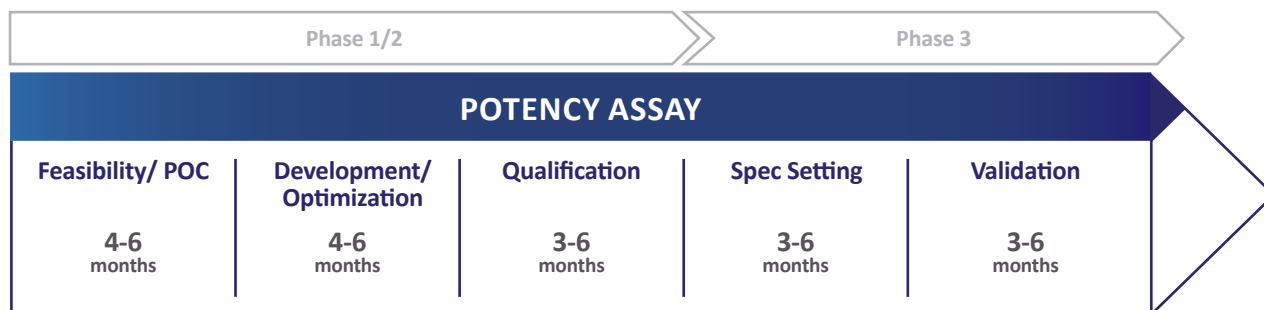 Phase 1/2
Phase 3
POTENCY ASSAY
Feasibility/ POC
4-6
months
Development/
Optimization
4-6
months
Qualification
3-6
months
Spec Setting
3-6
months
Validation
3-6
months